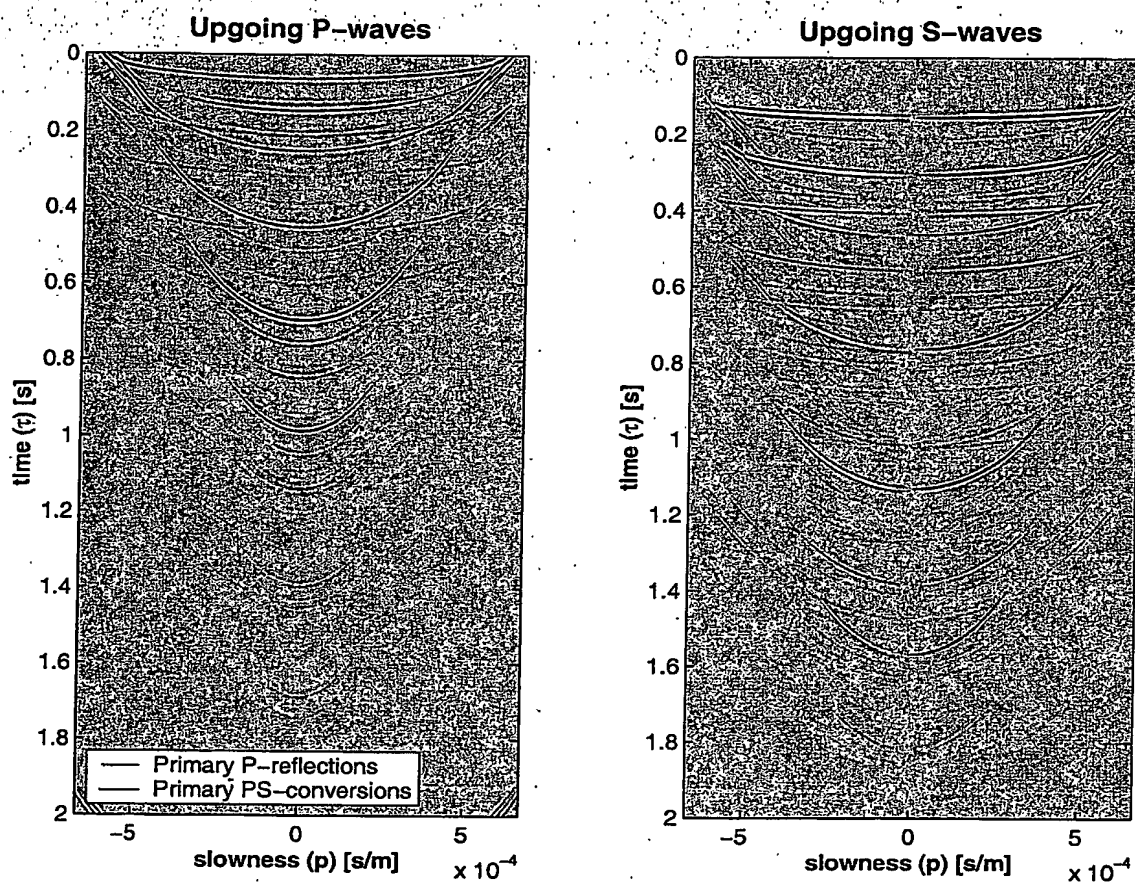 Upgoing P-waves
0
0.2
0.4
0.6
0.8
1
1.2
1.4
1.6
1.8
2
time (τ) [s]
Primary P-reflections
Primary PS-conversions
-5
0
5
slowness (p) [s/m]
x 10⁻⁴
Upgoing S-waves
0
0.2
0.4
0.6
0.8
1
1.2
1.4
1.6
1.8
2
time (τ) [s]
-5
0
5
slowness (p) [s/m]
x 10⁻⁴